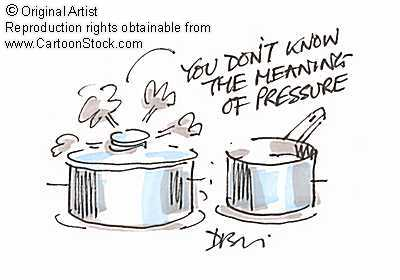 © Original Artist
Reproduction rights obtainable from
www.CartoonStock.com
YOU DON'T KNOW
THE MEANING
OF PRESSURE